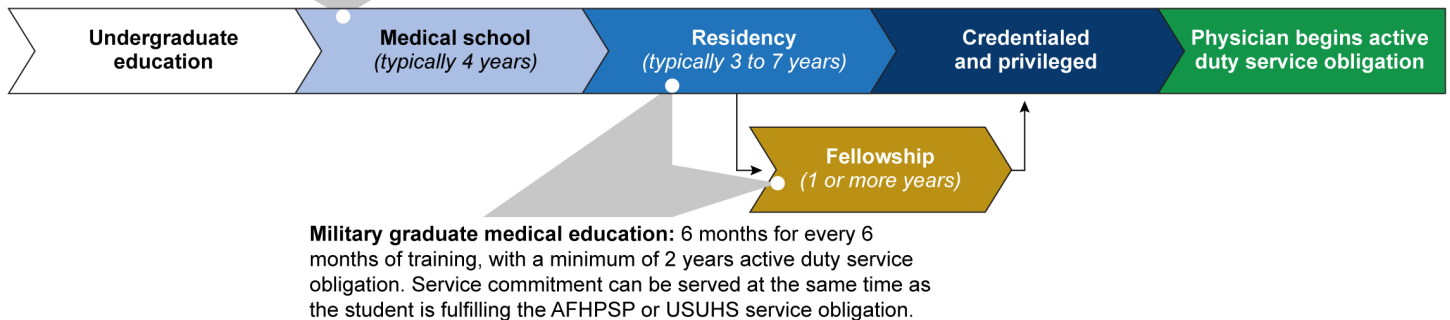 Undergraduate
education
Medical school
(typically 4 years)
Residency
(typically 3 to 7 years)
Credentialed
and privileged
Physician begins active
duty service obligation
Fellowship
(1 or more years)
Military graduate medical education: 6 months for every 6
months of training, with a minimum of 2 years active duty service
obligation. Service commitment can be served at the same time as
the student is fulfilling the AFHPSP or USUHS service obligation.